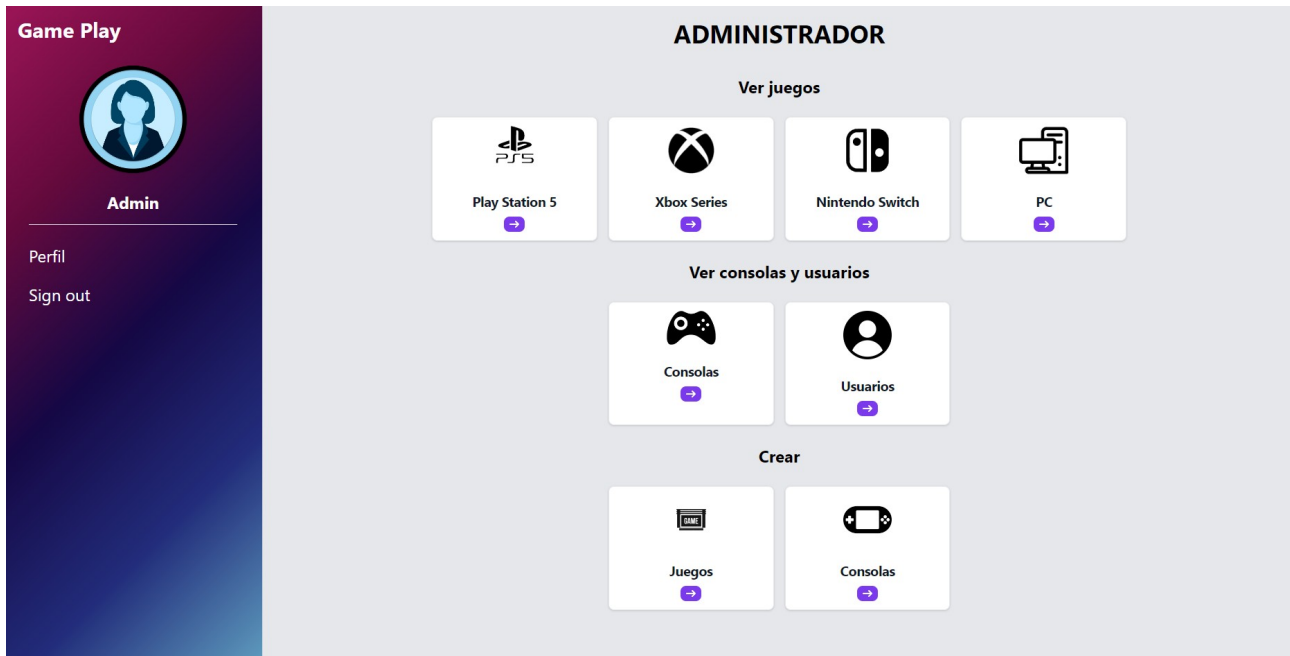 Game Play
Admin
Perfil
Sign out
ADMINISTRADOR
Ver juegos
PS5
Play Station 5
Xbox Series
Nintendo Switch
PC
Ver consolas y usuarios
Consolas
Usuarios
Crear
GAME
Juegos
Consolas